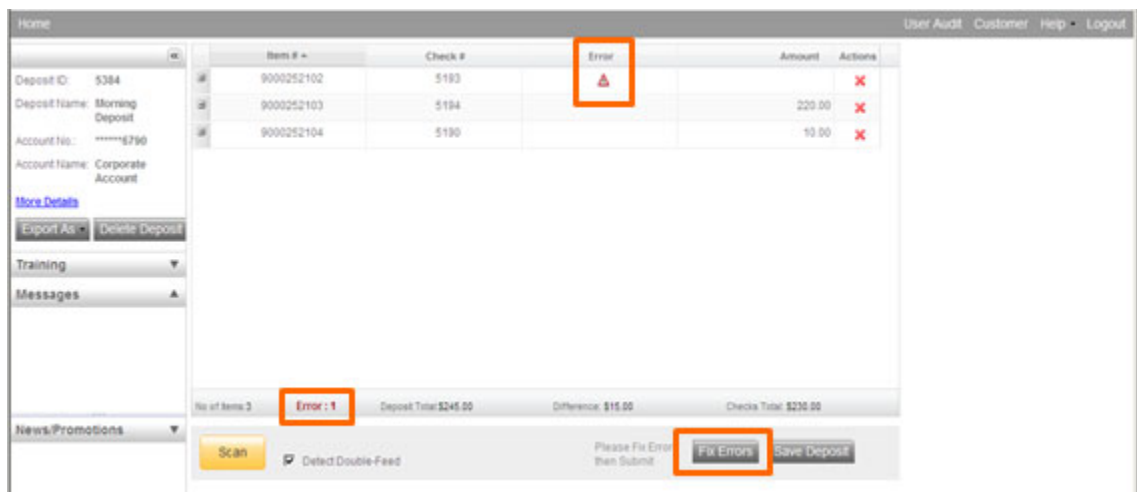 Home User Audit Customer Help Logout
Item # Check # Error Amount Actions
Deposit ID: 5384
Deposit Name: Morning
Deposit
Account No.: ******6790
Account Name: Corporate
Account
More Details
Export As Delete Deposit
Training
Messages
News/Promotions
9000252102 5193
9000252103 5194 220.00
9000252104 5190 10.00
No of Items 3 Error : 1 Deposit Total: $245.00 Difference: $15.00 Checks Total: $230.00
Scan Detect Double-Feed
Please Fix Error
then Submit
Fix Errors Save Deposit